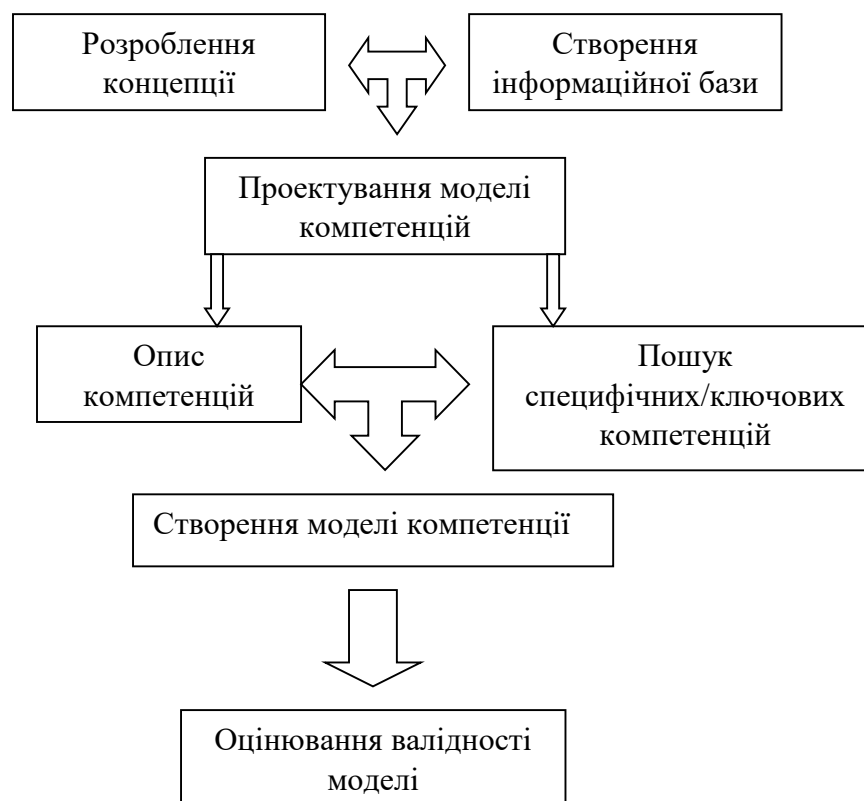 Розроблення
концепції
Створення
інформаційної бази
Проектування моделі
компетенцій
Опис
компетенцій
Пошук
специфічних/ключових
компетенцій
Створення моделі компетенції
Оцінювання валідності
моделі